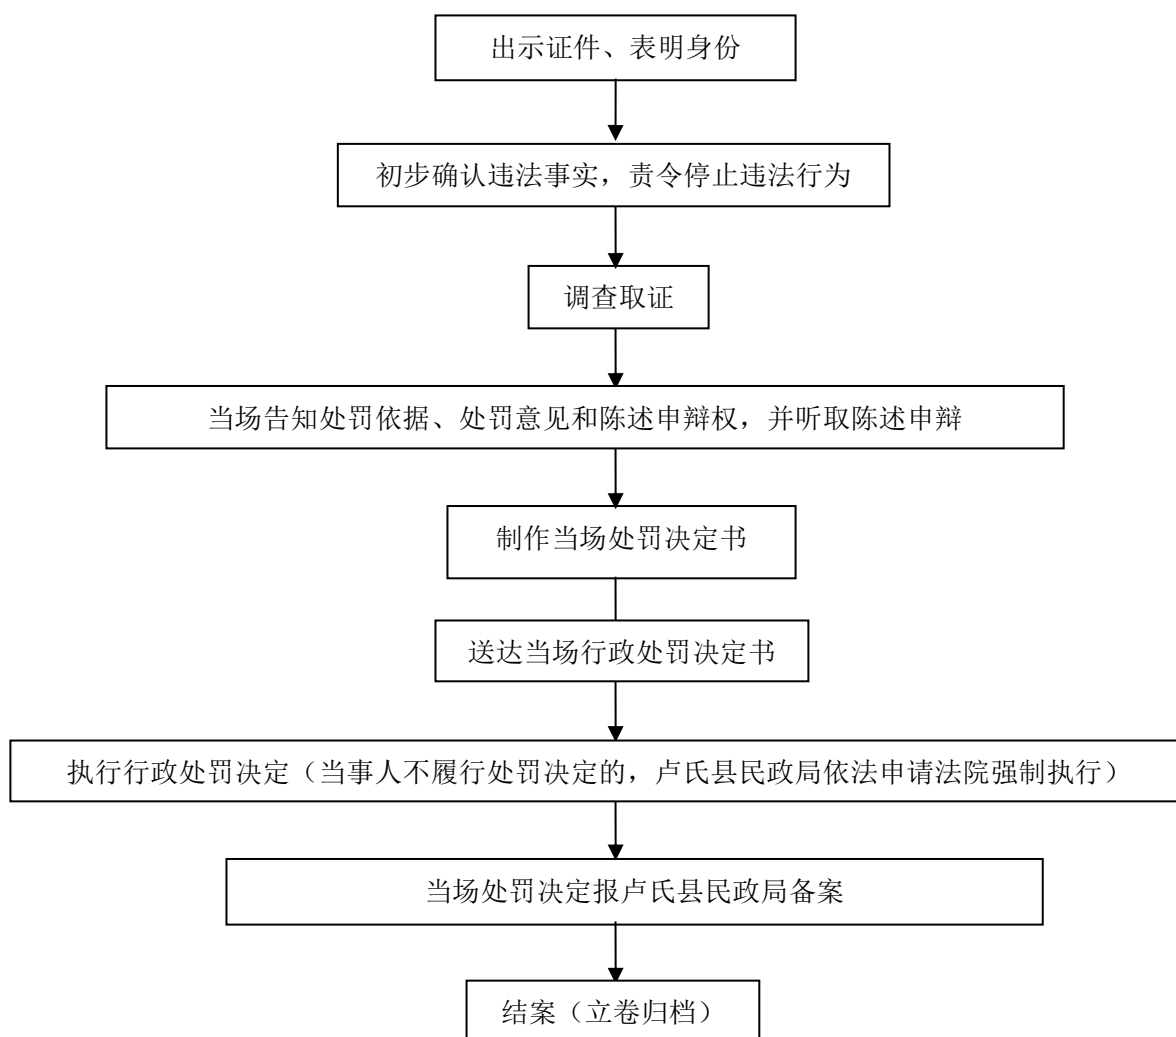 出示证件、表明身份
初步确认违法事实，责令停止违法行为
调查取证
当场告知处罚依据、处罚意见和陈述申辩权，并听取陈述申辩
制作当场处罚决定书
送达当场行政处罚决定书
执行行政处罚决定（当事人不履行处罚决定的，卢氏县民政局依法申请法院强制执行）
当场处罚决定报卢氏县民政局备案
结案（立卷归档）